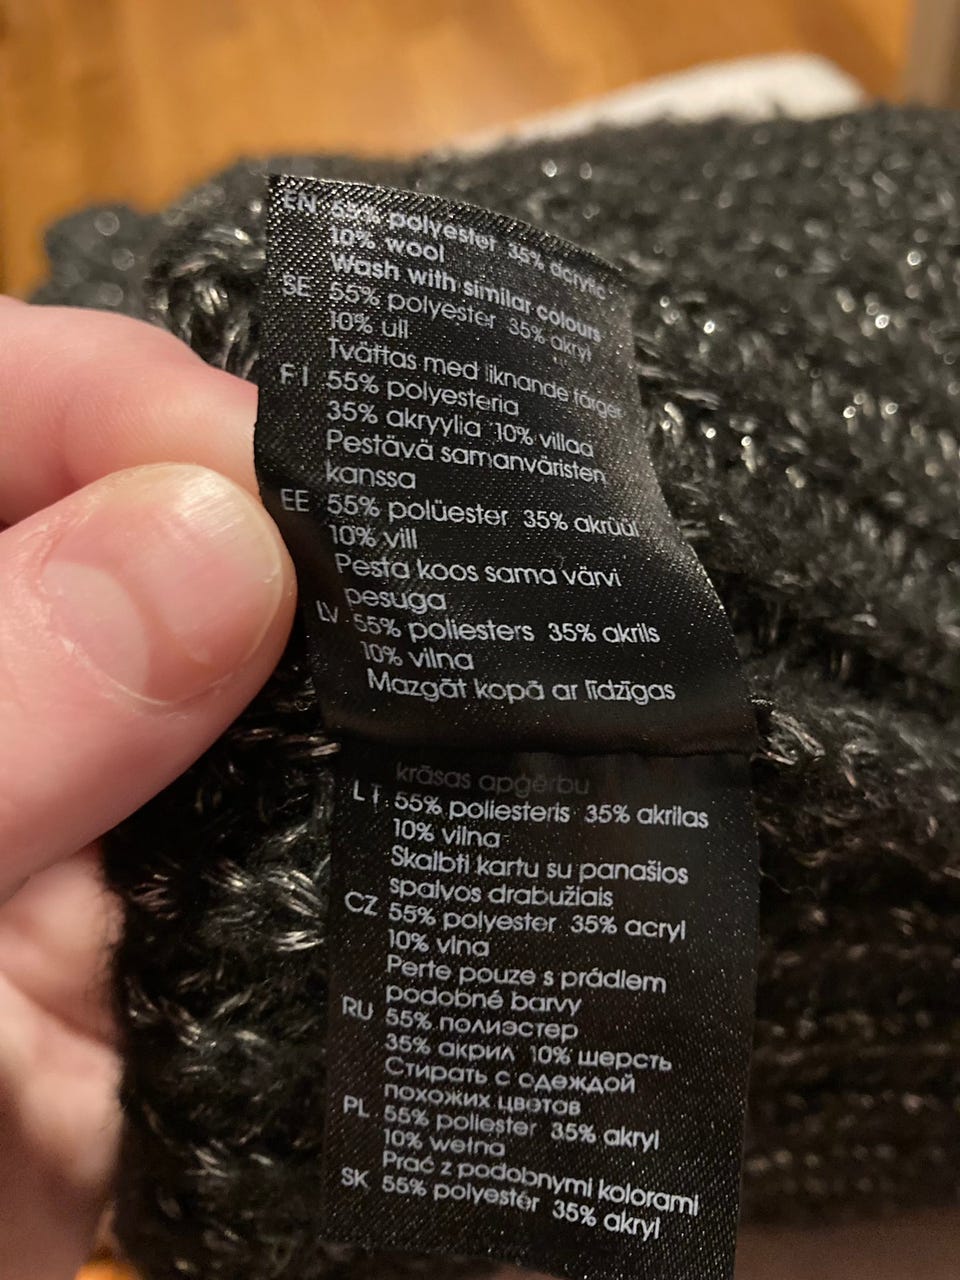 EN 55% polyester 35% acrylic
10% wool
Wash with similar colours
SE 55% polyester 35% akryl
10% ull
Tvättas med liknande färger
FI 55% polyesteria
35% akryylia 10% villaa
Pestävä samanväristen
kanssa
EE 55% polüester 35% akrüül
10% vill
Pesta koos sama värvi
pesuga
LV 55% poliesters 35% akrils
10% vilna
Mazgāt kopā ar līdzīgas
krāsas apģērbu
LT 55% poliesteris 35% akrilas
10% vilna
Skalbti kartu su panašios
spalvos drabužiais
CZ 55% polyester 35% acryl
10% vlna
Perte pouze s prádlem
podobné barvy
RU 55% полиэстер
35% акрил 10% шерсть
Стирать с одеждой
похожих цветов
PL 55% poliester 35% akryl
10% wełna
Prać z podobnymi kolorami
SK 55% polyestér 35% akryl